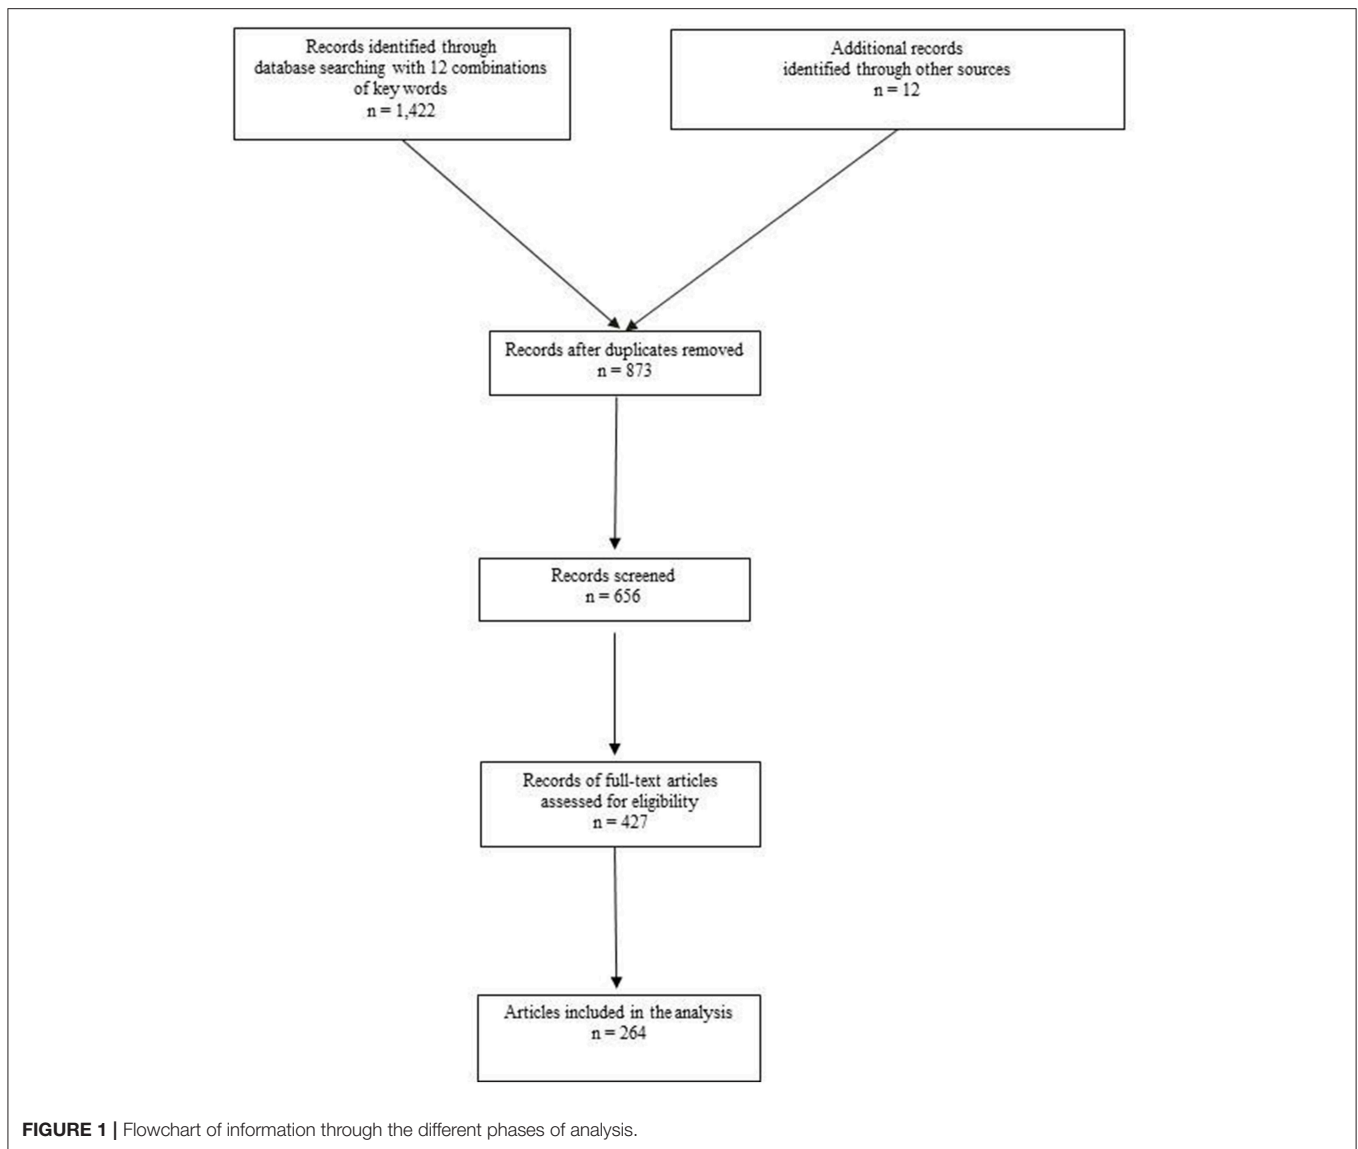 Records identified through
database searching with 12 combinations
of key words
n = 1,422
Additional records
identified through other sources
n = 12
Records after duplicates removed
n = 873
Records screened
n = 656
Records of full-text articles
assessed for eligibility
n = 427
Articles included in the analysis
n = 264
FIGURE 1 | Flowchart of information through the different phases of analysis.